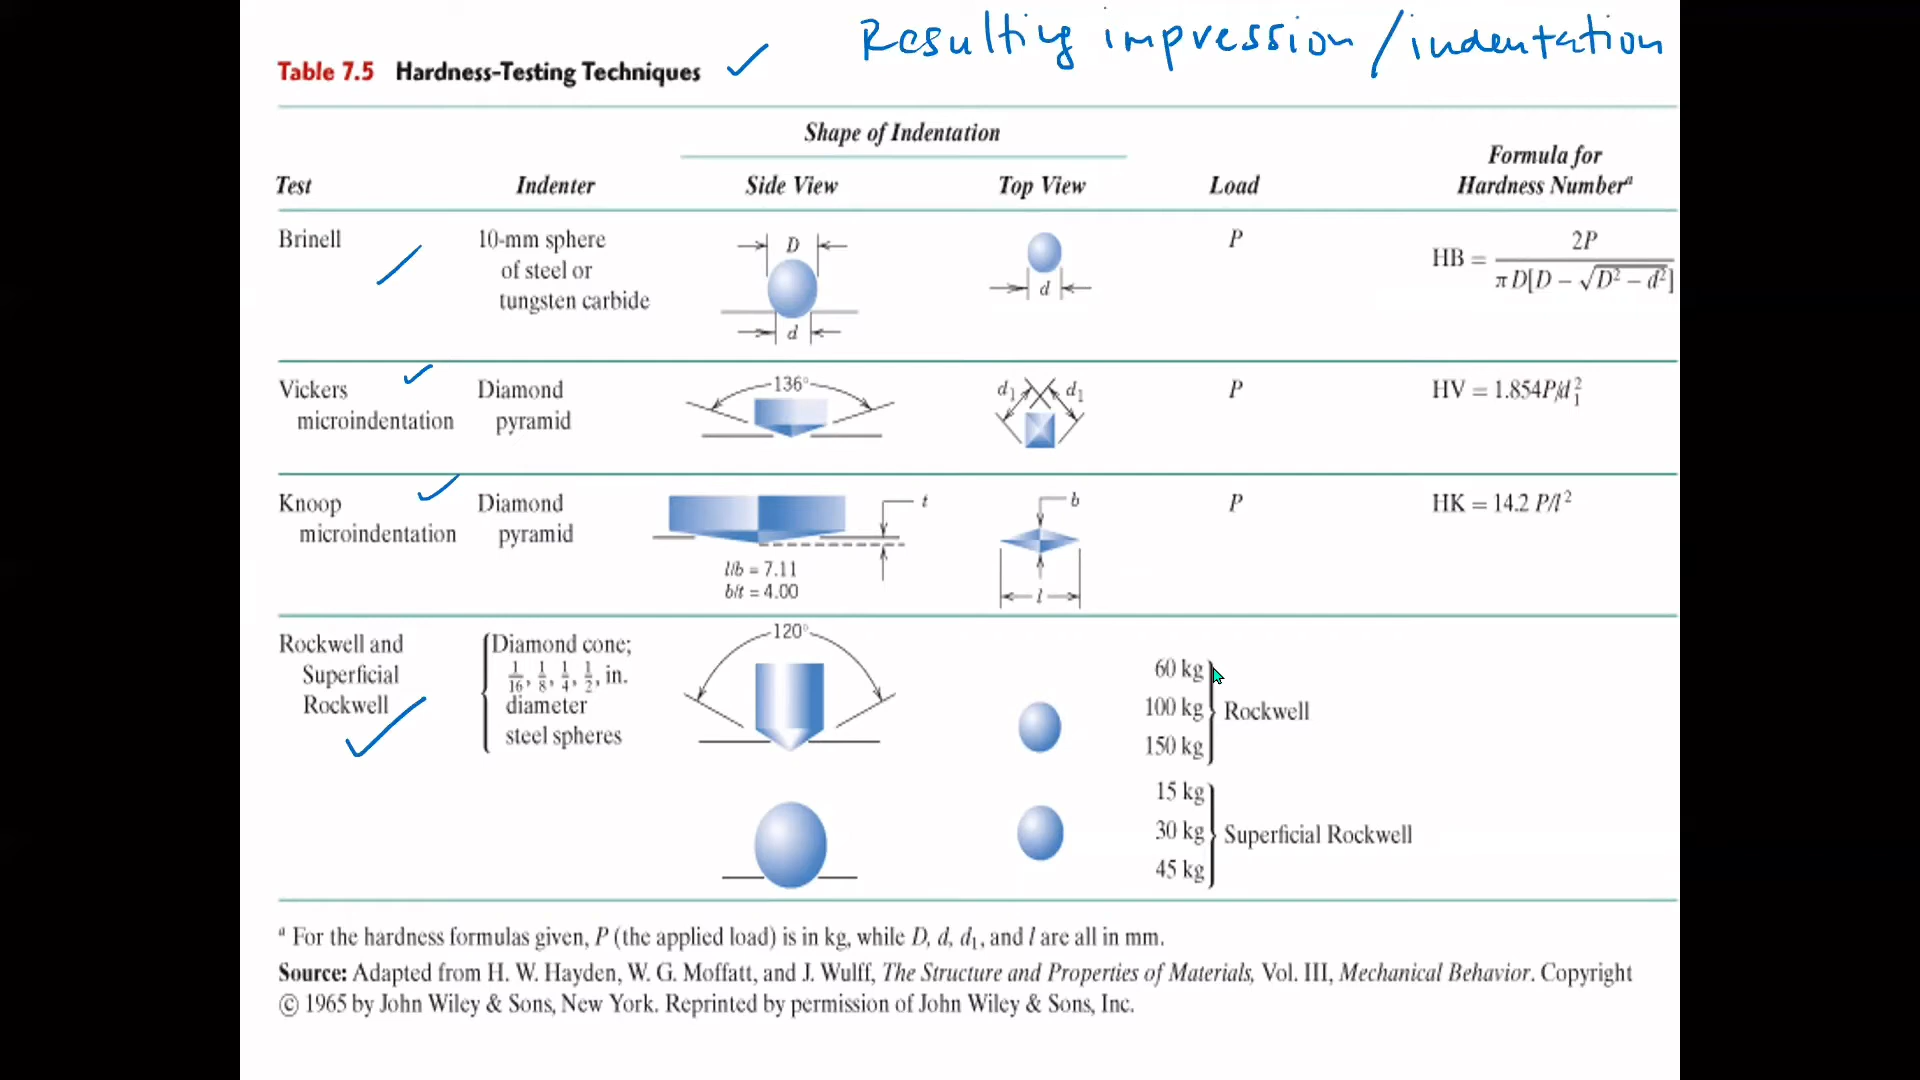 Resulting impression/indentation
Table 7.5 Hardness-Testing Techniques
Shape of Indentation
Test Indenter Side View Top View Load Formula for Hardness Numberᵃ
Brinell 10-mm sphere of steel or tungsten carbide D d d P HB = 2P / πD[D − √D² − d²]
Vickers microindentation Diamond pyramid 136° d₁ d₁ P HV = 1.854P/d₁²
Knoop microindentation Diamond pyramid t b P HK = 14.2 P/l²
l/b = 7.11
b/t = 4.00
l
Rockwell and Superficial Rockwell Diamond cone; 1/16, 1/8, 1/4, 1/2, in. diameter steel spheres 120°
60 kg
100 kg Rockwell
150 kg
15 kg
30 kg Superficial Rockwell
45 kg
ᵃ For the hardness formulas given, P (the applied load) is in kg, while D, d, d₁, and l are all in mm.
Source: Adapted from H. W. Hayden, W. G. Moffatt, and J. Wulff, The Structure and Properties of Materials, Vol. III, Mechanical Behavior. Copyright
© 1965 by John Wiley & Sons, New York. Reprinted by permission of John Wiley & Sons, Inc.